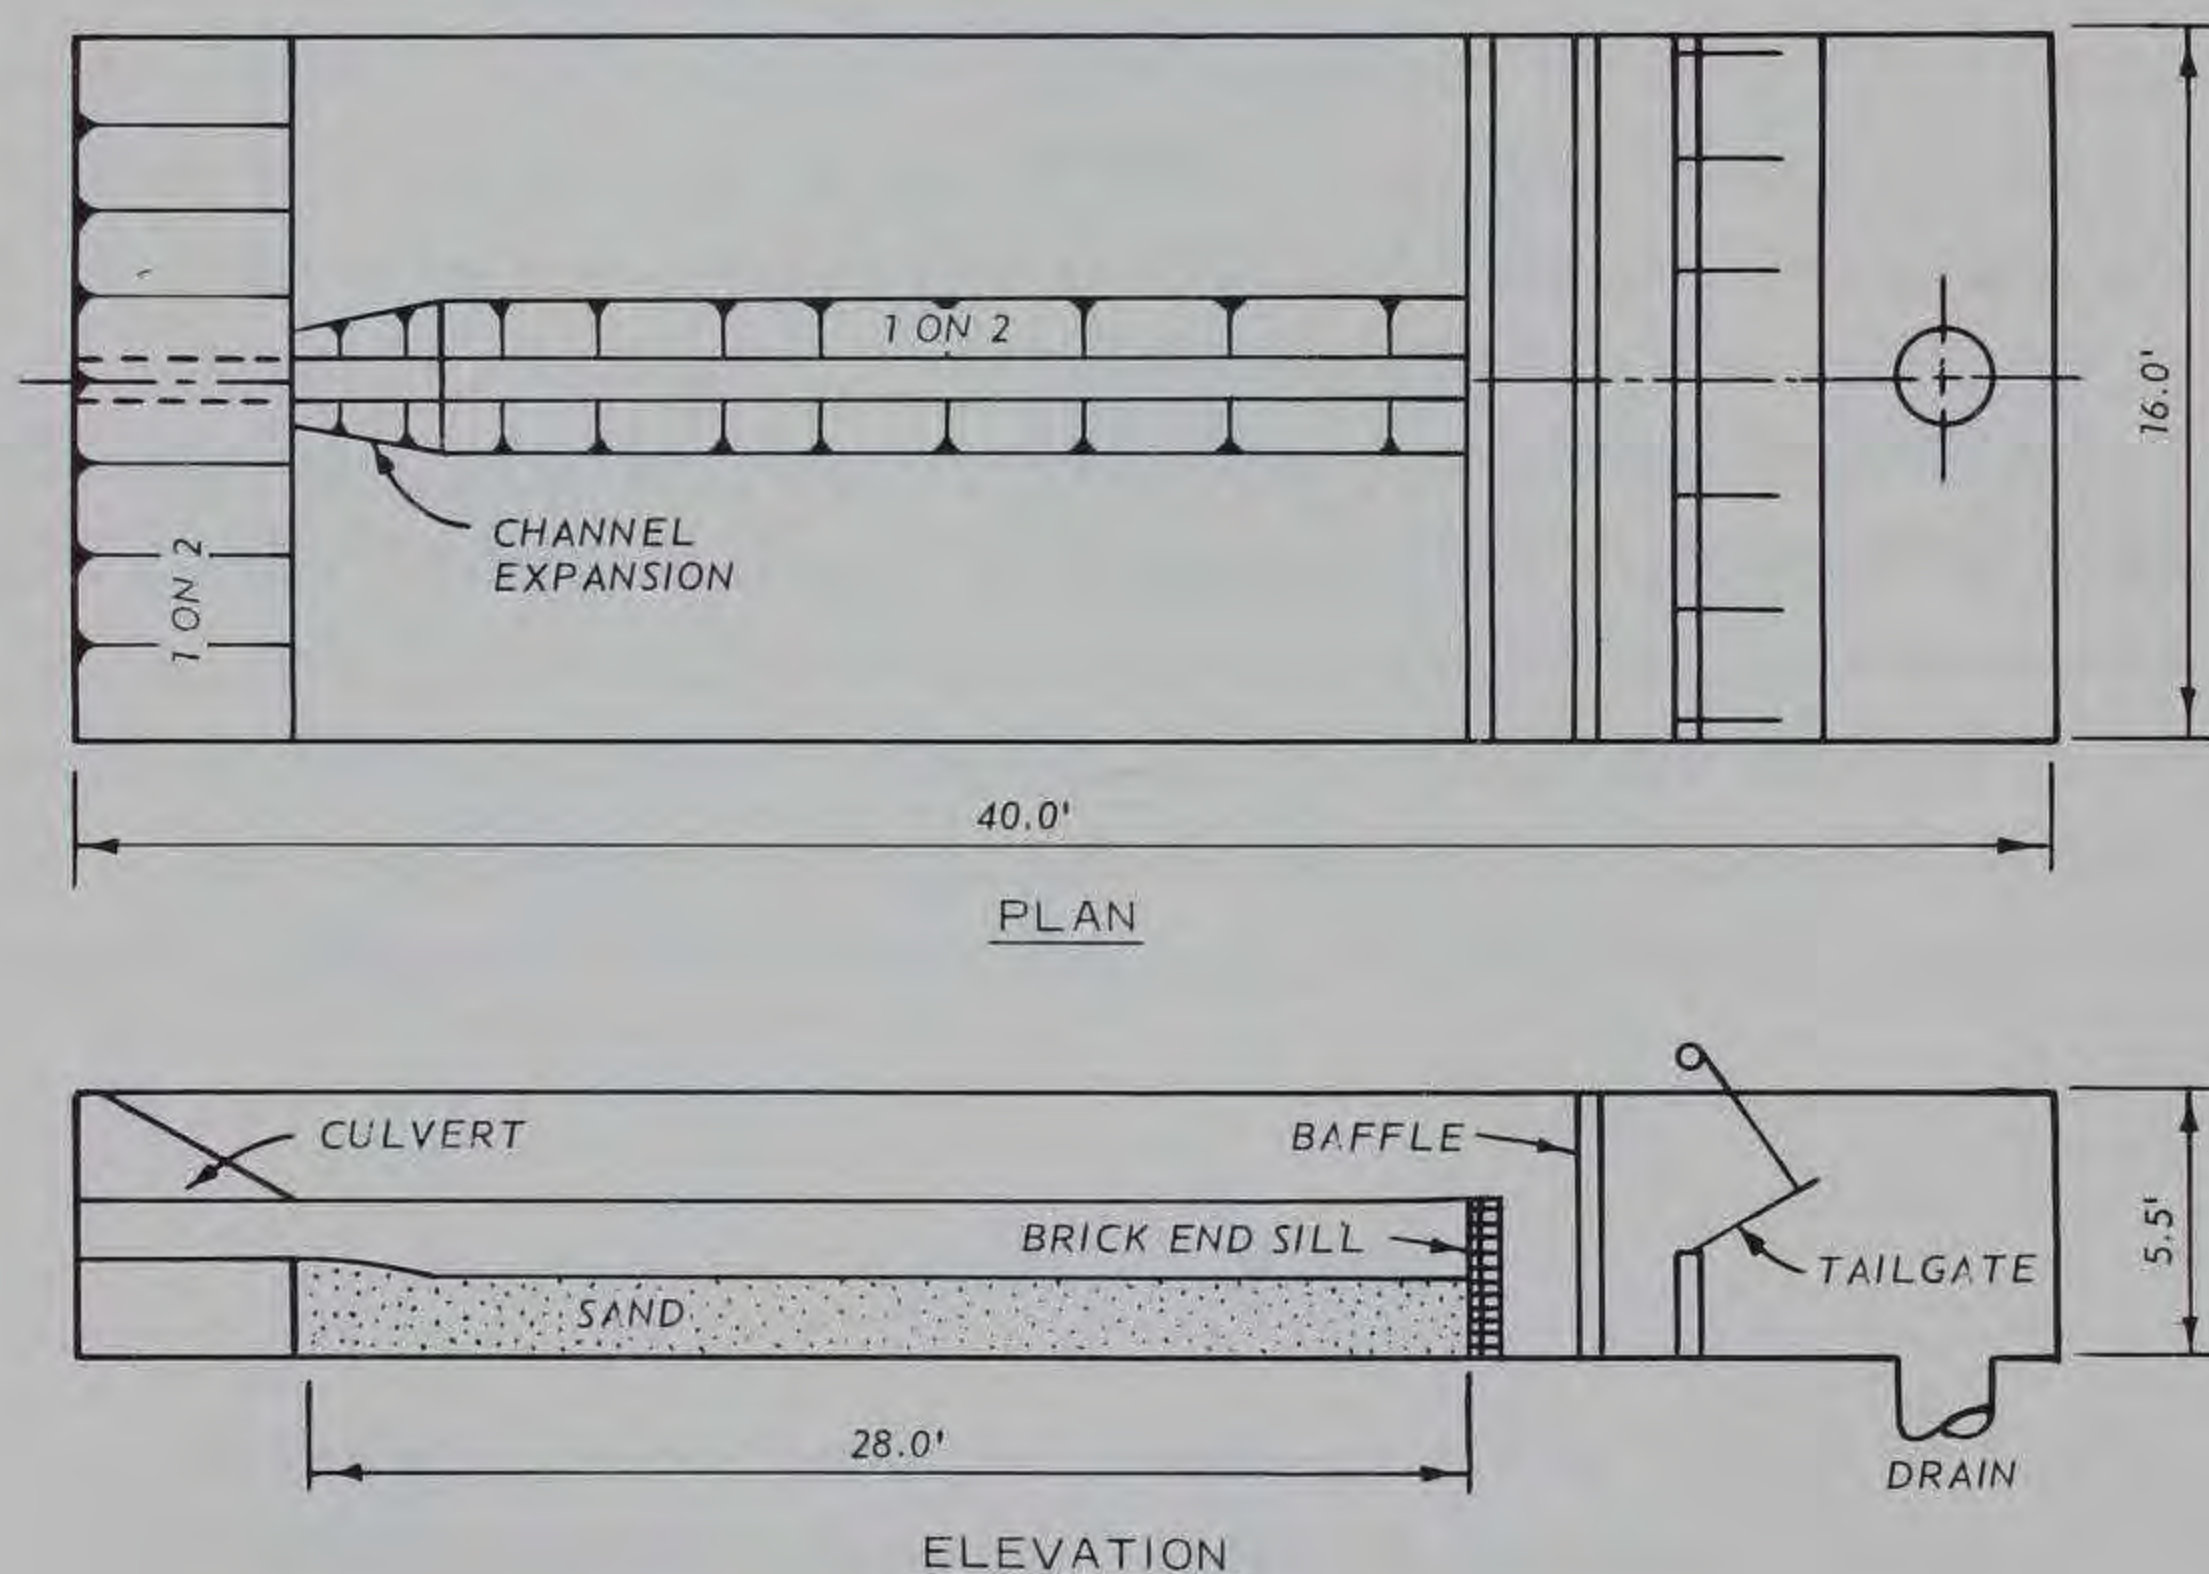 1 ON 2
16.0'
CHANNEL
EXPANSION
1 ON 2
40.0'
PLAN
CULVERT
BAFFLE
BRICK END SILL
TAILGATE
5.5'
SAND
28.0'
DRAIN
ELEVATION